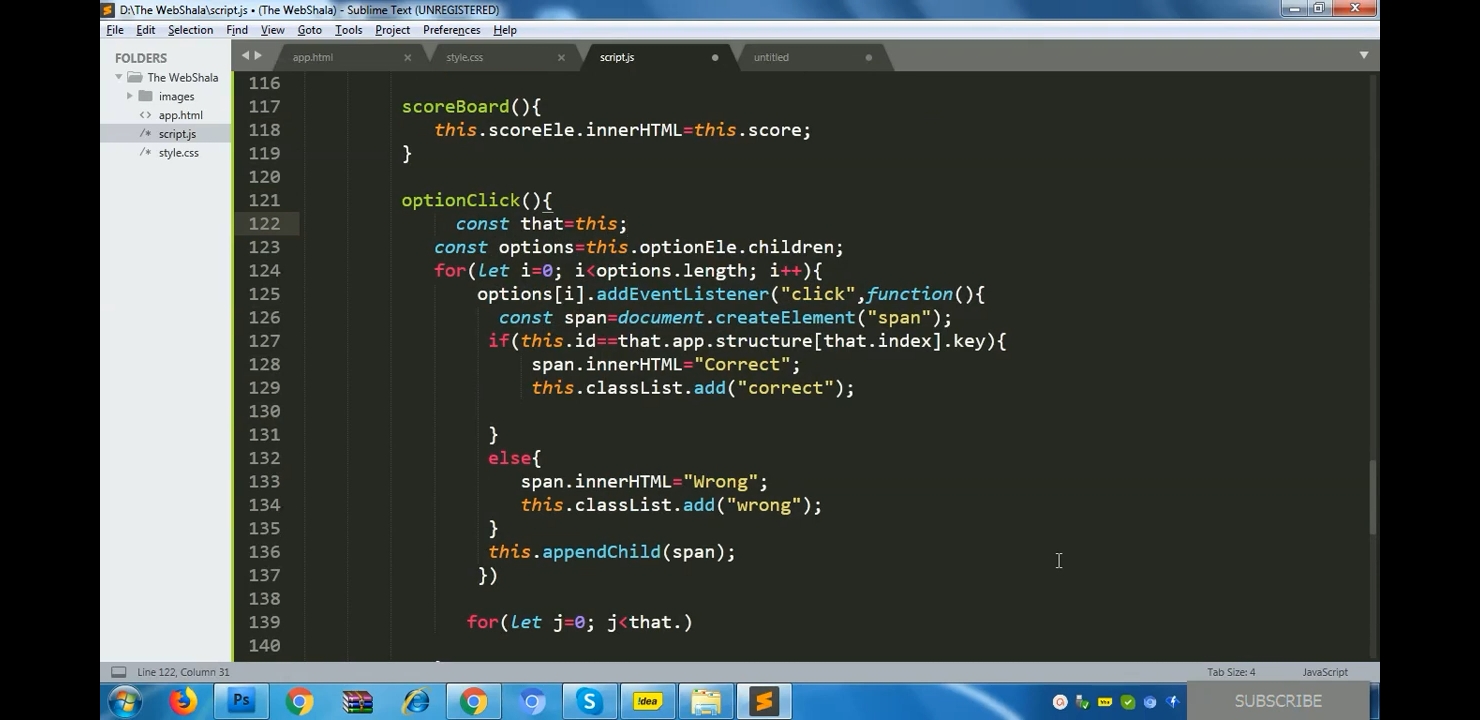 D:\The WebShala\script.js • (The WebShala) - Sublime Text (UNREGISTERED)
File Edit Selection Find View Goto Tools Project Preferences Help
FOLDERS
The WebShala
images
app.html
script.js
style.css
app.html style.css script.js untitled
116
117 scoreBoard(){
118 this.scoreEle.innerHTML=this.score;
119 }
120
121 optionClick(){
122 const that=this;
123 const options=this.optionEle.children;
124 for(let i=0; i<options.length; i++){
125 options[i].addEventListener("click",function(){
126 const span=document.createElement("span");
127 if(this.id==that.app.structure[that.index].key){
128 span.innerHTML="Correct";
129 this.classList.add("correct");
130
131 }
132 else{
133 span.innerHTML="Wrong";
134 this.classList.add("wrong");
135 }
136 this.appendChild(span);
137 })
138
139 for(let j=0; j<that.)
140
Line 122, Column 31 Tab Size: 4 JavaScript
Ps !dea SUBSCRIBE